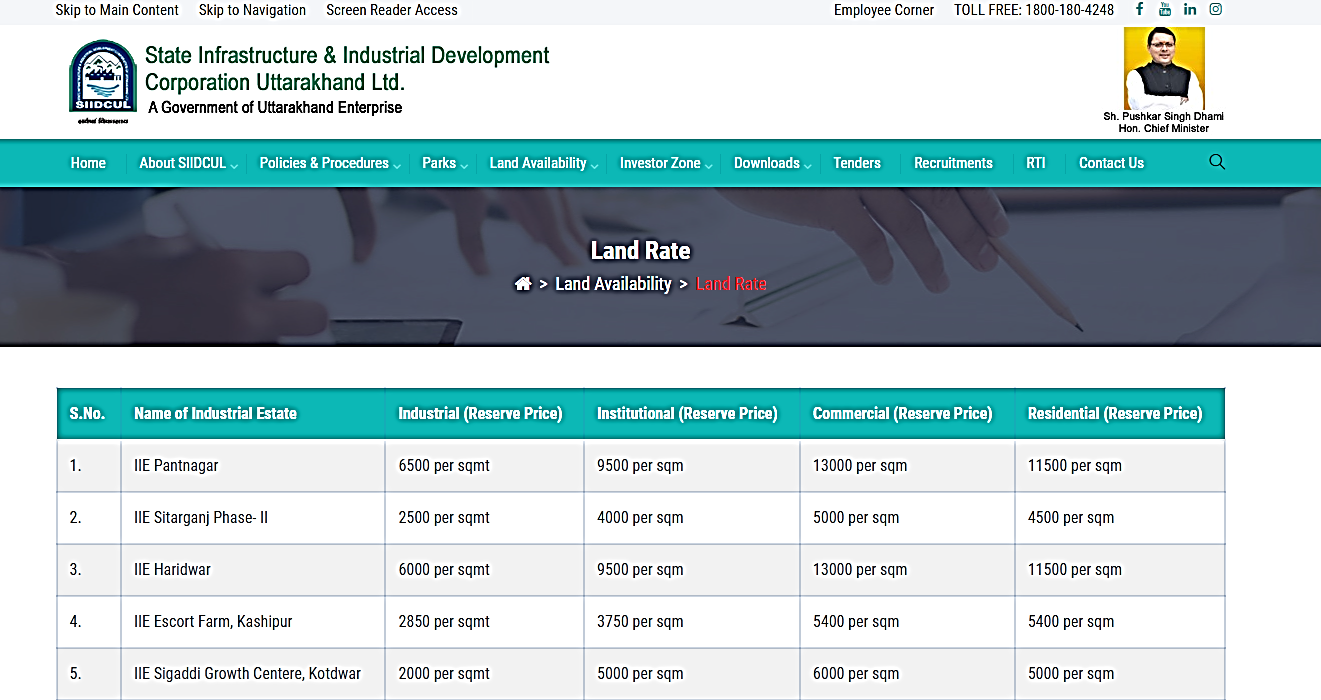 Skip to Main Content Skip to Navigation Screen Reader Access Employee Corner TOLL FREE: 1800-180-4248
State Infrastructure & Industrial Development
Corporation Uttarakhand Ltd.
A Government of Uttarakhand Enterprise
SIIDCUL
Sh. Pushkar Singh Dhami
Hon. Chief Minister
Home About SIIDCUL Policies & Procedures Parks Land Availability Investor Zone Downloads Tenders Recruitments RTI Contact Us
Land Rate
> Land Availability > Land Rate
S.No. Name of Industrial Estate Industrial (Reserve Price) Institutional (Reserve Price) Commercial (Reserve Price) Residential (Reserve Price)
1. IIE Pantnagar 6500 per sqmt 9500 per sqm 13000 per sqm 11500 per sqm
2. IIE Sitarganj Phase- II 2500 per sqmt 4000 per sqm 5000 per sqm 4500 per sqm
3. IIE Haridwar 6000 per sqmt 9500 per sqm 13000 per sqm 11500 per sqm
4. IIE Escort Farm, Kashipur 2850 per sqmt 3750 per sqm 5400 per sqm 5400 per sqm
5. IIE Sigaddi Growth Centere, Kotdwar 2000 per sqmt 5000 per sqm 6000 per sqm 5000 per sqm